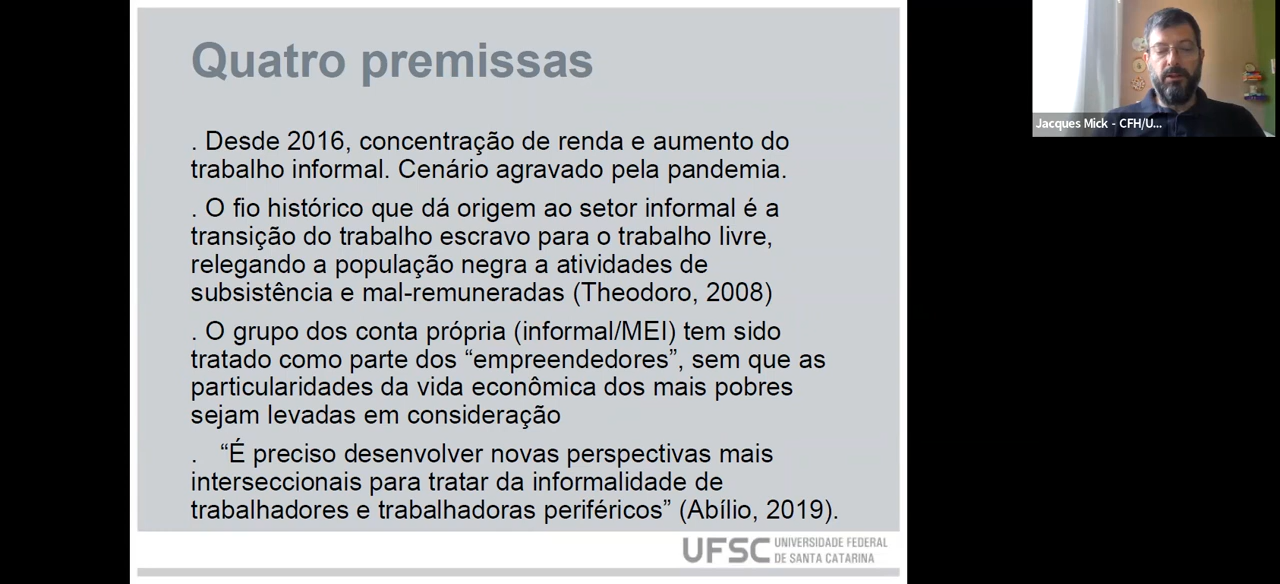 Quatro premissas
. Desde 2016, concentração de renda e aumento do
trabalho informal. Cenário agravado pela pandemia.
. O fio histórico que dá origem ao setor informal é a
transição do trabalho escravo para o trabalho livre,
relegando a população negra a atividades de
subsistência e mal-remuneradas (Theodoro, 2008)
. O grupo dos conta própria (informal/MEI) tem sido
tratado como parte dos “empreendedores”, sem que as
particularidades da vida econômica dos mais pobres
sejam levadas em consideração
. “É preciso desenvolver novas perspectivas mais
interseccionais para tratar da informalidade de
trabalhadores e trabalhadoras periféricos” (Abílio, 2019).
UFSC UNIVERSIDADE FEDERAL
DE SANTA CATARINA
Jacques Mick - CFH/U...